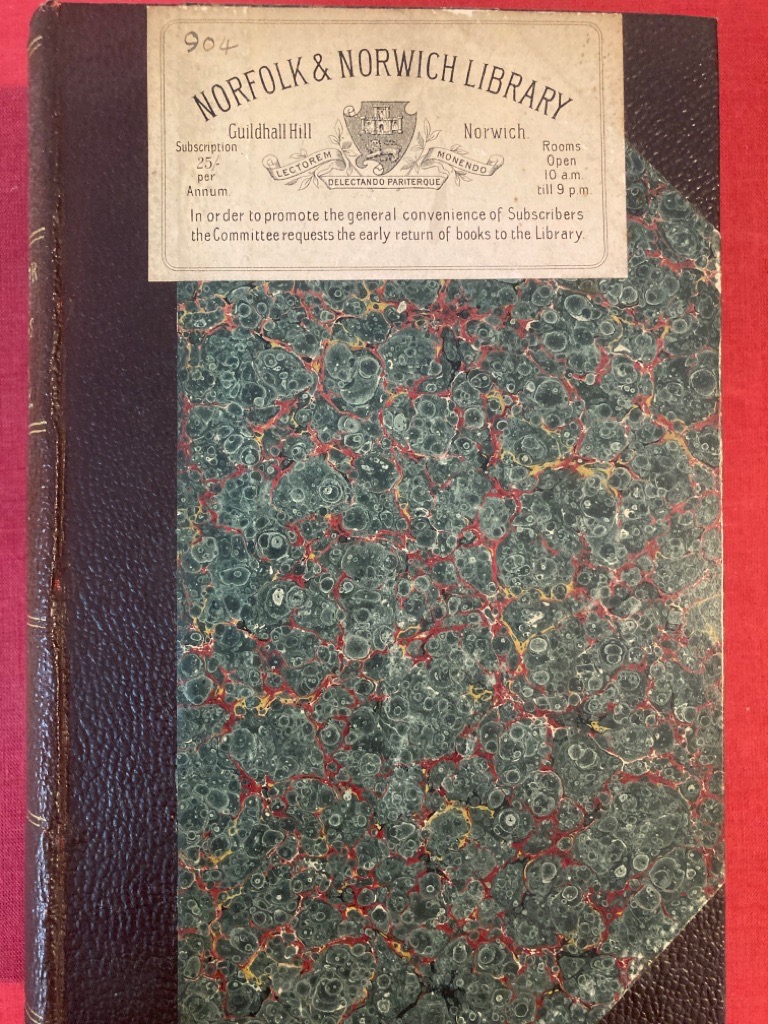 904
NORFOLK & NORWICH LIBRARY
Guildhall Hill
Norwich.
Subscription
25/-
per
Annum.
LECTOREM
MONENDO
DELECTANDO PARITERQUE
Rooms
Open
10 a.m.
till 9 p.m.
In order to promote the general convenience of Subscribers
the Committee requests the early return of books to the Library.